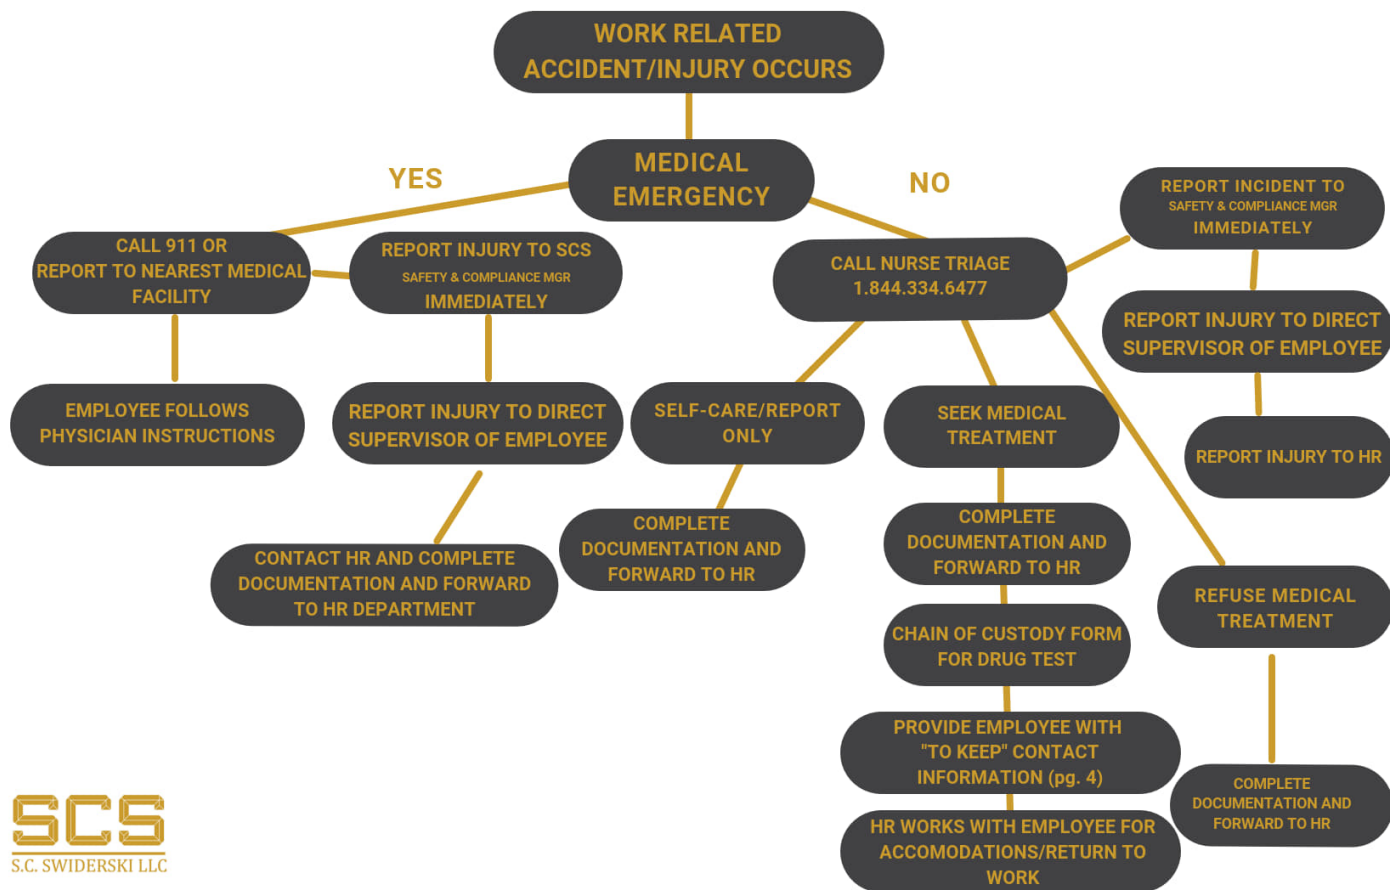 WORK RELATED
ACCIDENT/INJURY OCCURS
MEDICAL
EMERGENCY
YES
NO
CALL 911 OR
REPORT TO NEAREST MEDICAL
FACILITY
REPORT INJURY TO SCS
SAFETY & COMPLIANCE MGR
IMMEDIATELY
CALL NURSE TRIAGE
1.844.334.6477
REPORT INCIDENT TO
SAFETY & COMPLIANCE MGR
IMMEDIATELY
REPORT INJURY TO DIRECT
SUPERVISOR OF EMPLOYEE
REPORT INJURY TO HR
EMPLOYEE FOLLOWS
PHYSICIAN INSTRUCTIONS
REPORT INJURY TO DIRECT
SUPERVISOR OF EMPLOYEE
CONTACT HR AND COMPLETE
DOCUMENTATION AND FORWARD
TO HR DEPARTMENT
SELF-CARE/REPORT
ONLY
COMPLETE
DOCUMENTATION AND
FORWARD TO HR
SEEK MEDICAL
TREATMENT
COMPLETE
DOCUMENTATION AND
FORWARD TO HR
CHAIN OF CUSTODY FORM
FOR DRUG TEST
PROVIDE EMPLOYEE WITH
"TO KEEP" CONTACT
INFORMATION (pg. 4)
HR WORKS WITH EMPLOYEE FOR
ACCOMODATIONS/RETURN TO
WORK
REFUSE MEDICAL
TREATMENT
COMPLETE
DOCUMENTATION AND
FORWARD TO HR
SCS
S.C. SWIDERSKI LLC